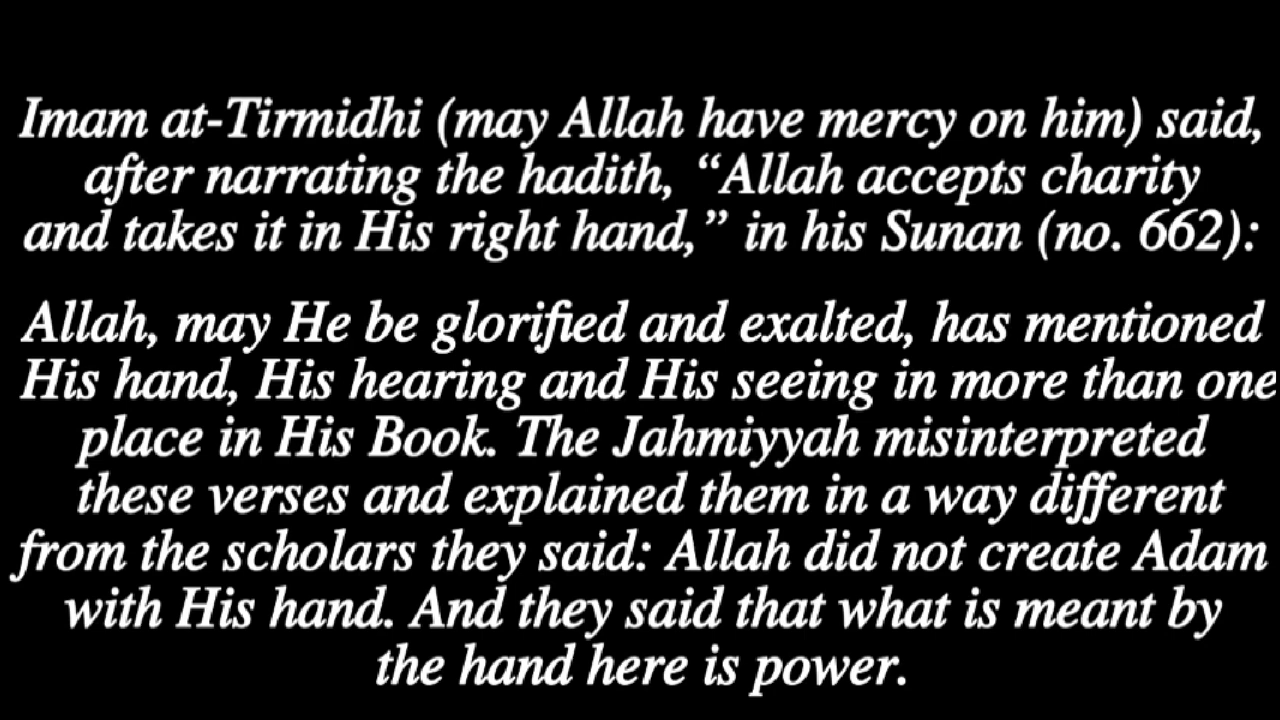 Imam at-Tirmidhi (may Allah have mercy on him) said,
after narrating the hadith, “Allah accepts charity
and takes it in His right hand,” in his Sunan (no. 662):
Allah, may He be glorified and exalted, has mentioned
His hand, His hearing and His seeing in more than one
place in His Book. The Jahmiyyah misinterpreted
these verses and explained them in a way different
from the scholars they said: Allah did not create Adam
with His hand. And they said that what is meant by
the hand here is power.